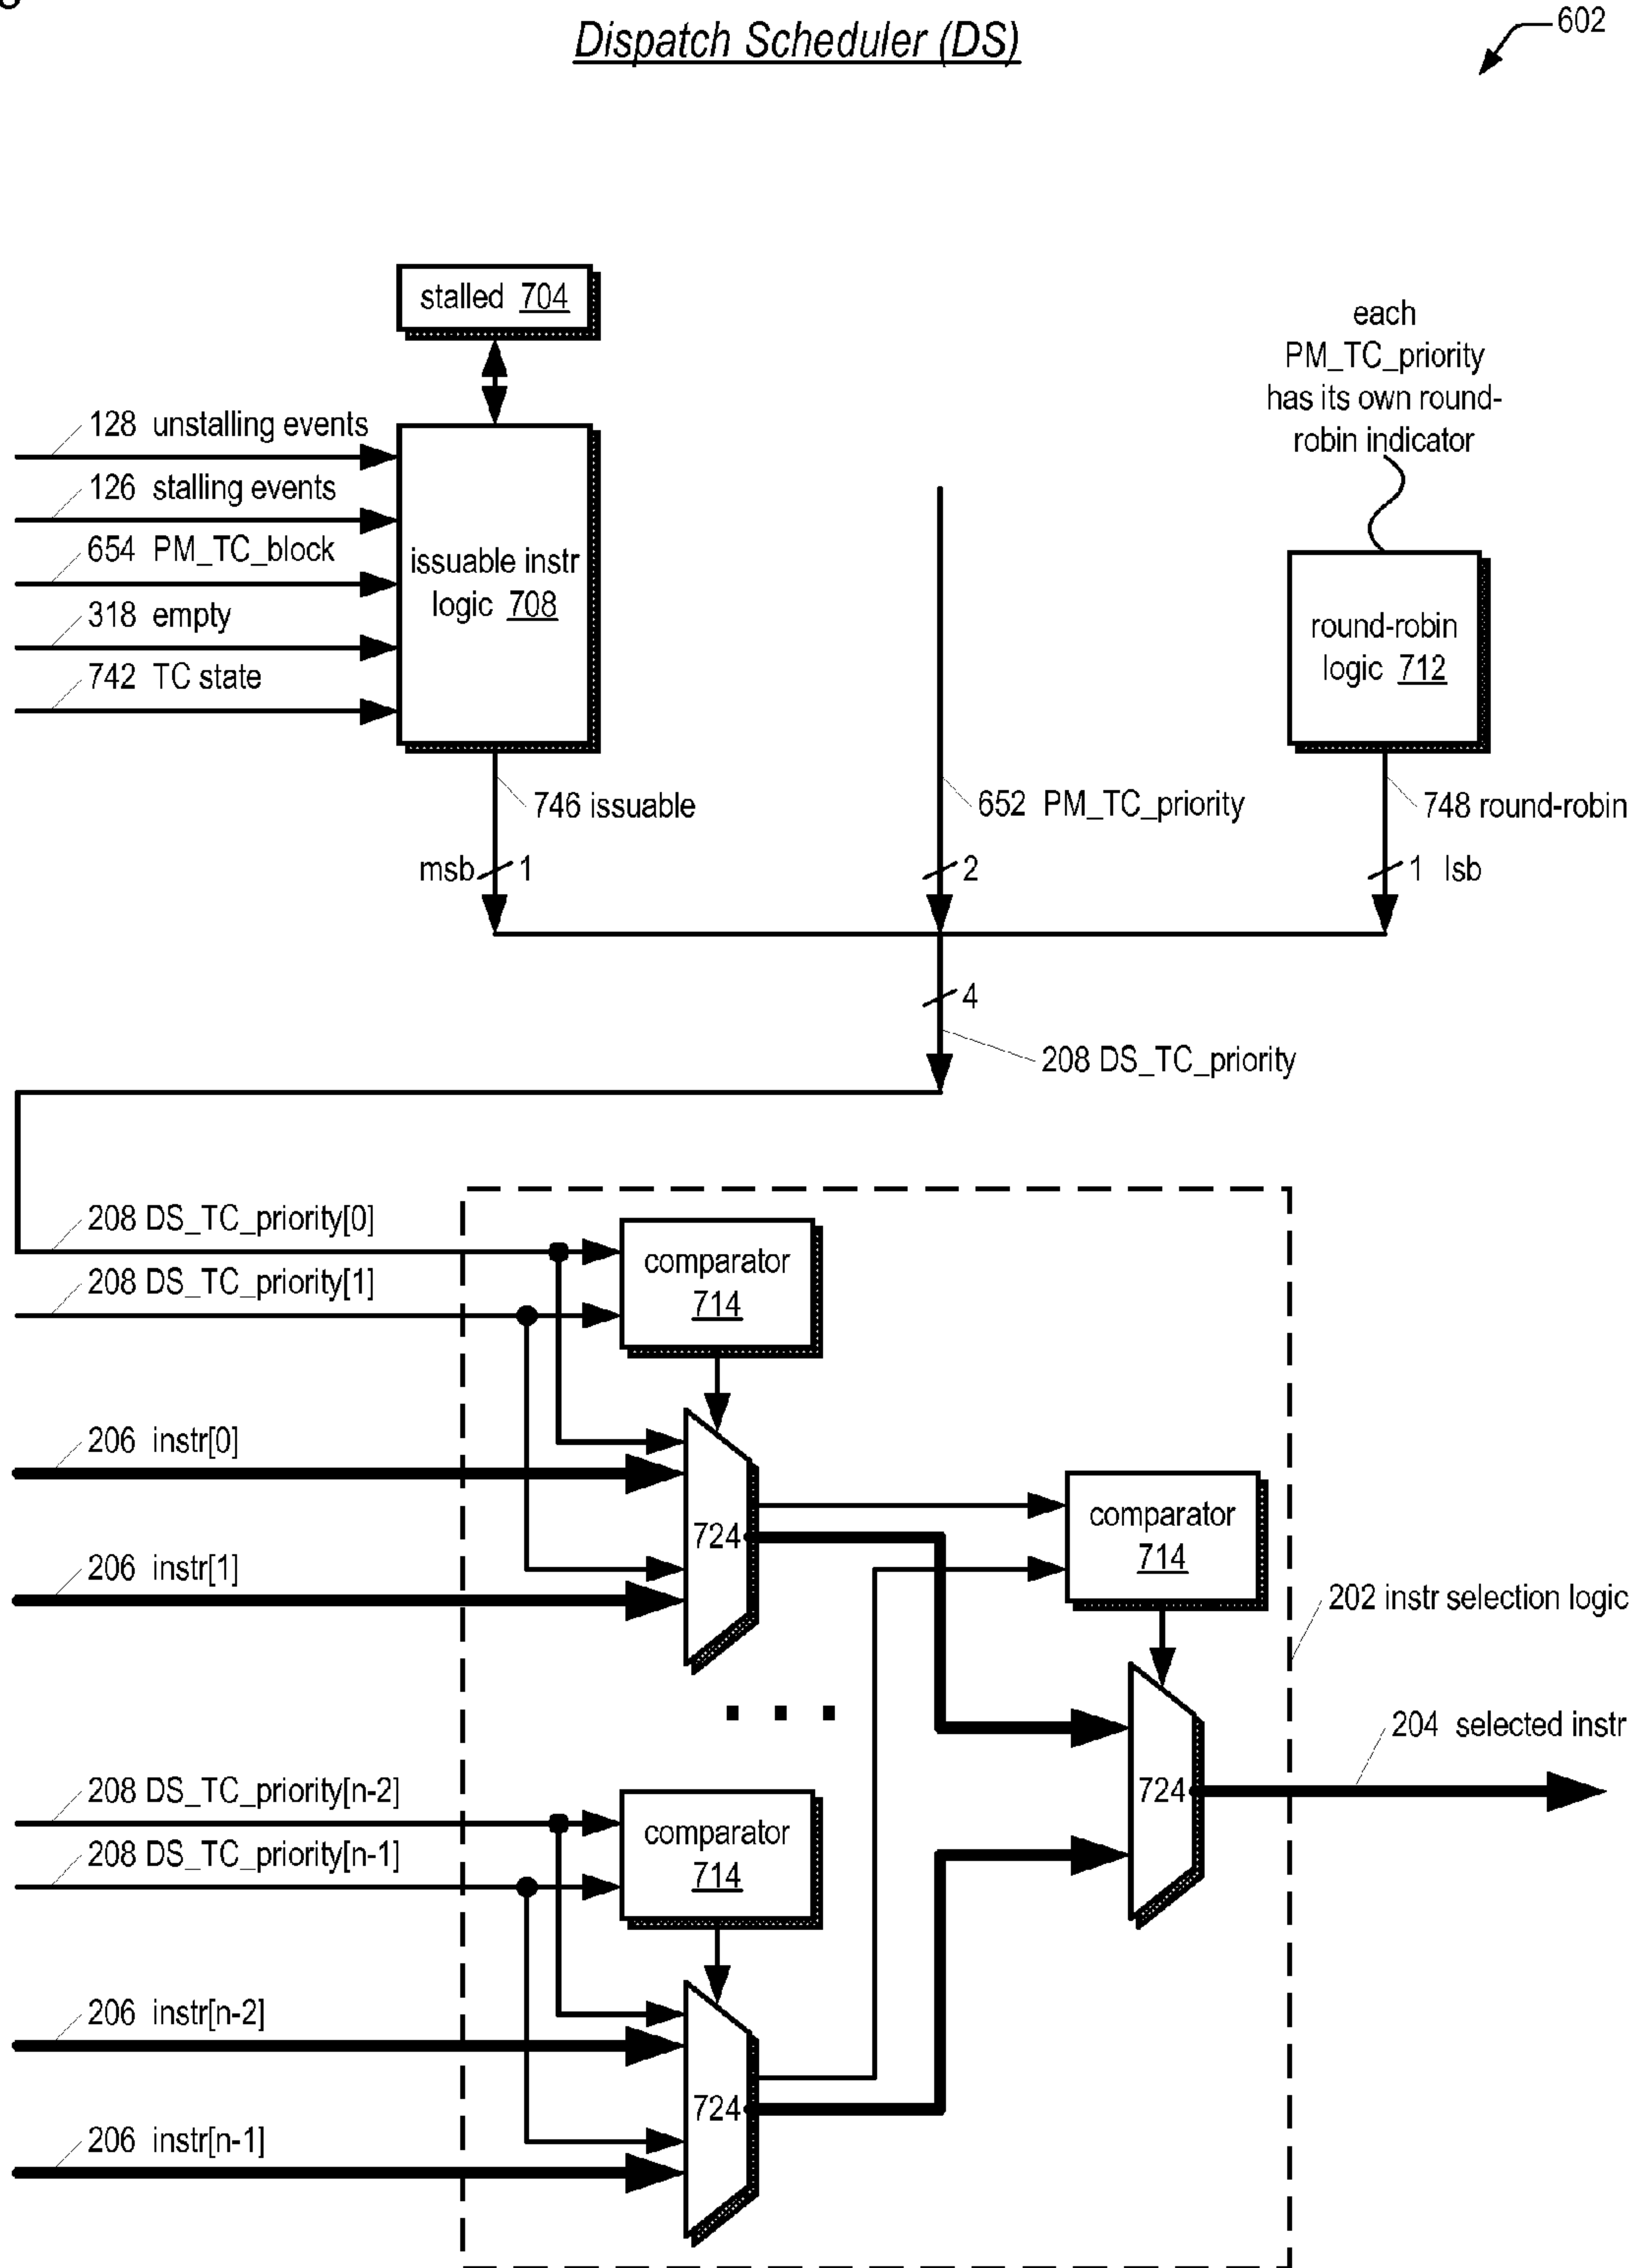 Dispatch Scheduler (DS)
602
stalled 704
each
PM_TC_priority
has its own round-
robin indicator
128 unstalling events
126 stalling events
654 PM_TC_block
318 empty
742 TC state
issuable instr
logic 708
round-robin
logic 712
746 issuable
652 PM_TC_priority
748 round-robin
msb 1
2
1 lsb
4
208 DS_TC_priority
208 DS_TC_priority[0]
208 DS_TC_priority[1]
comparator
714
206 instr[0]
724
206 instr[1]
comparator
714
202 instr selection logic
. . .
724
204 selected instr
208 DS_TC_priority[n-2]
208 DS_TC_priority[n-1]
comparator
714
206 instr[n-2]
724
206 instr[n-1]